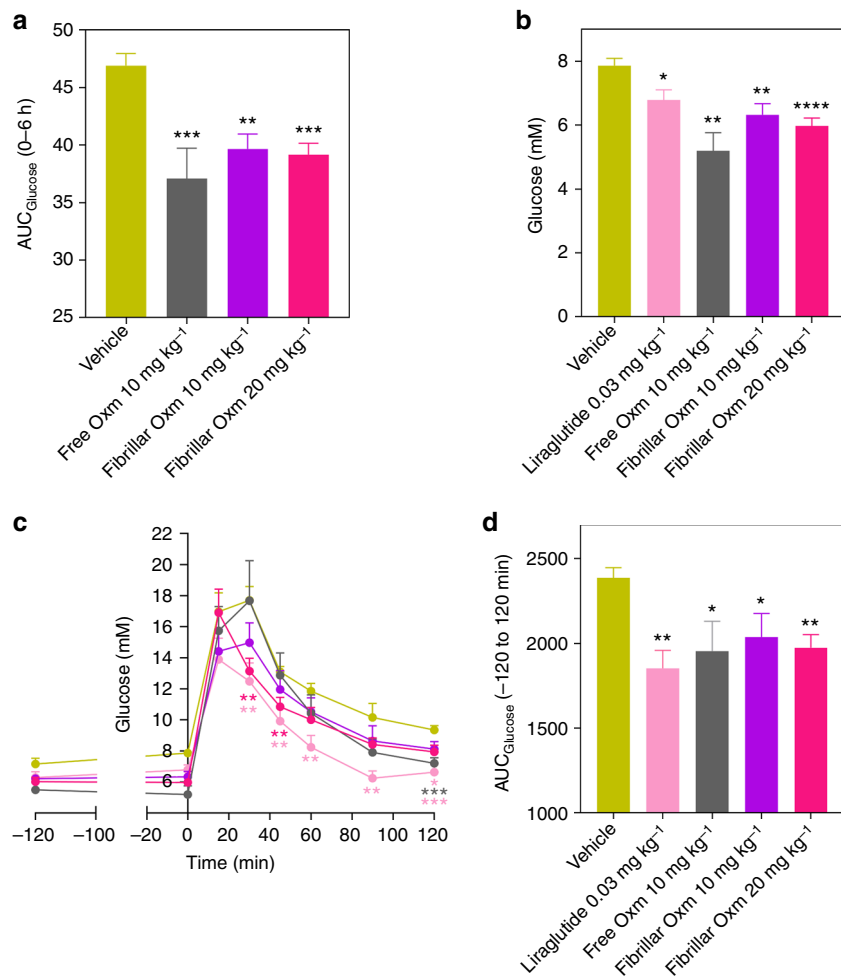 a
50
45
40
35
30
25
AUC_Glucose (0–6 h)
***
**
***
Vehicle
Free Oxm 10 mg kg⁻¹
Fibrillar Oxm 10 mg kg⁻¹
Fibrillar Oxm 20 mg kg⁻¹
b
8
6
4
2
0
Glucose (mM)
*
**
**
****
Vehicle
Liraglutide 0.03 mg kg⁻¹
Free Oxm 10 mg kg⁻¹
Fibrillar Oxm 10 mg kg⁻¹
Fibrillar Oxm 20 mg kg⁻¹
c
22
20
18
16
14
12
10
8
6
Glucose (mM)
**
**
**
**
**
**
*
***
***
–120 –100 –20 0 20 40 60 80 100 120
Time (min)
d
2500
2000
1500
1000
AUC_Glucose (–120 to 120 min)
**
*
*
**
Vehicle
Liraglutide 0.03 mg kg⁻¹
Free Oxm 10 mg kg⁻¹
Fibrillar Oxm 10 mg kg⁻¹
Fibrillar Oxm 20 mg kg⁻¹